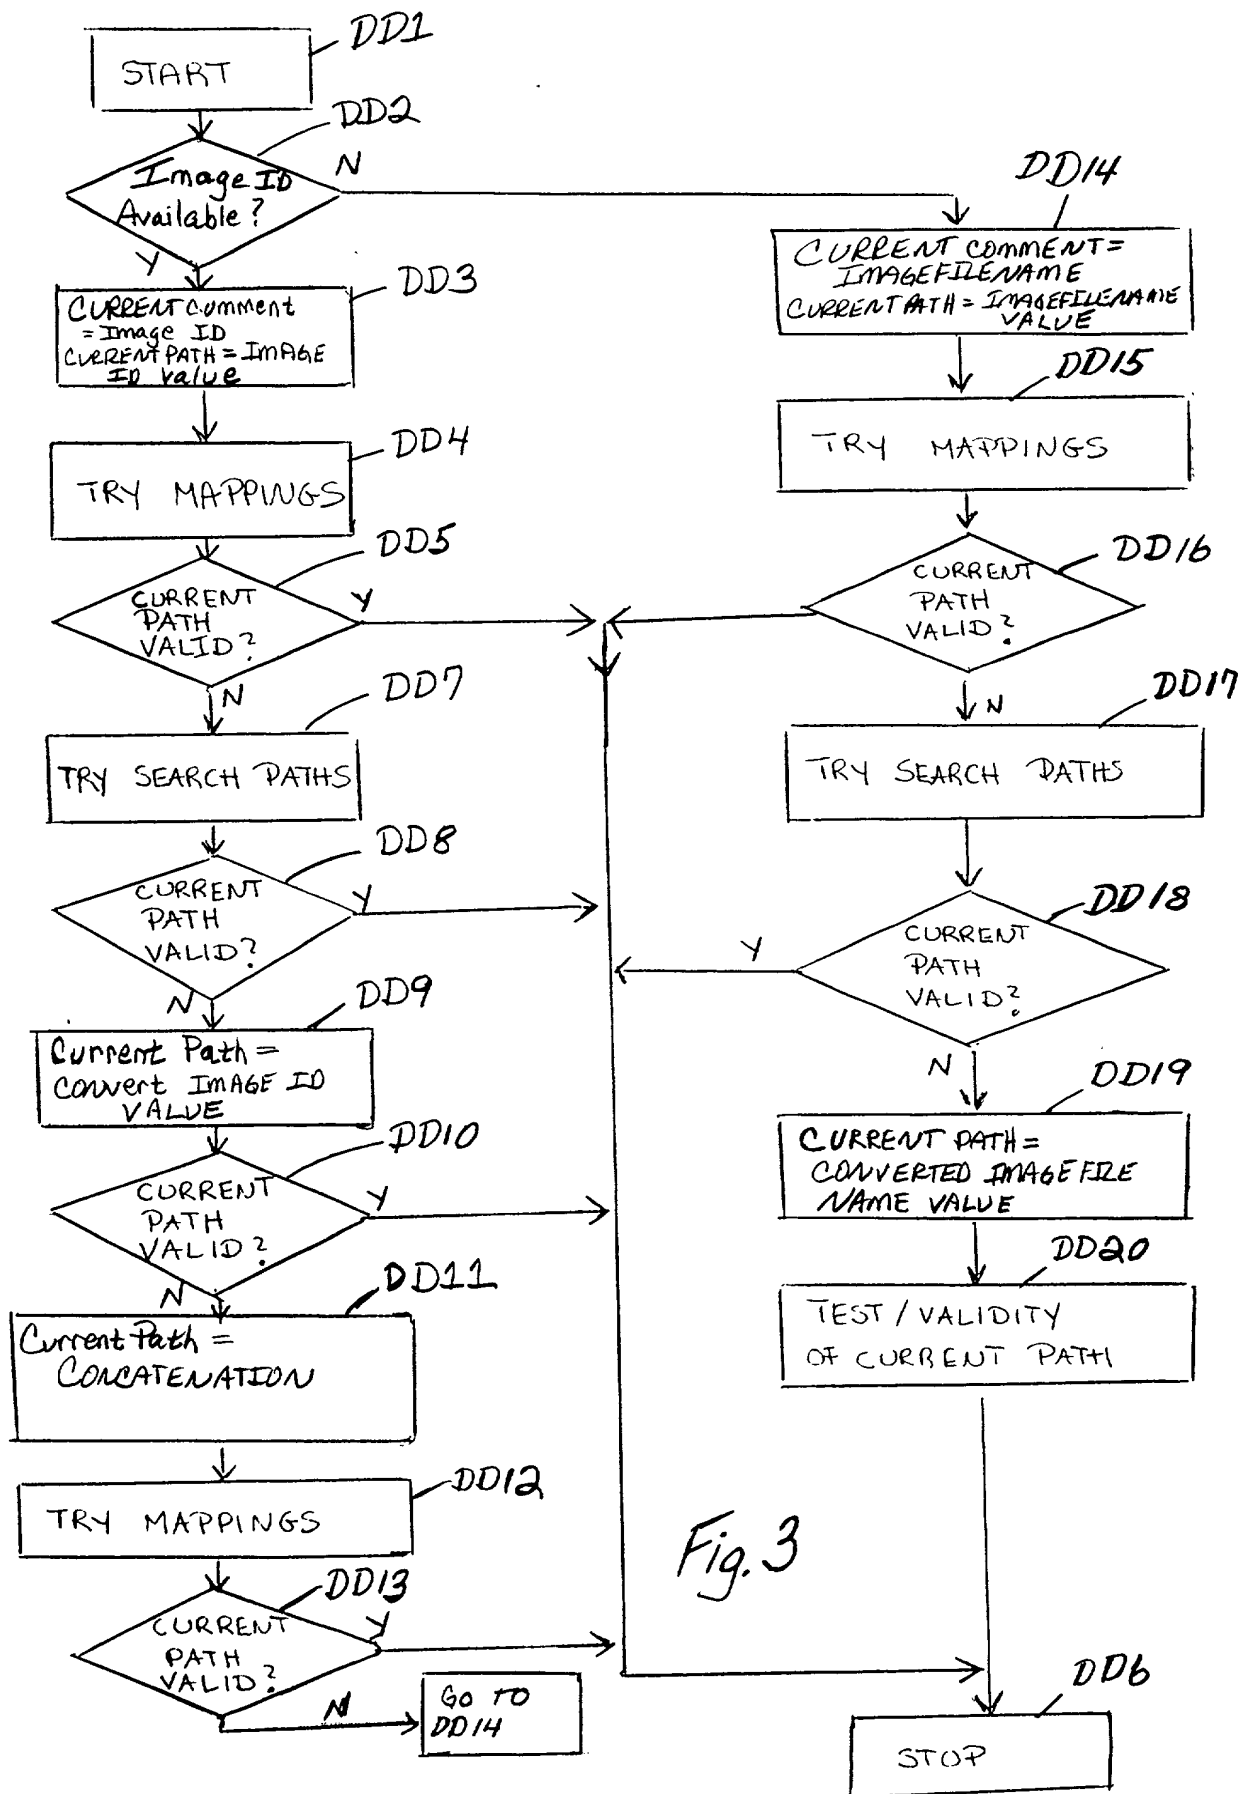 DD1
START
DD2
Image ID
Available?
N
Y
DD3
CURRENT Comment
= Image ID
CURRENT PATH = IMAGE
ID Value
DD4
TRY MAPPINGS
DD5
CURRENT
PATH
VALID?
Y
N
DD7
TRY SEARCH PATHS
DD8
CURRENT
PATH
VALID?
Y
N
DD9
Current Path =
Convert IMAGE ID
VALUE
DD10
CURRENT
PATH
VALID?
Y
N
DD11
Current Path =
CONCATENATION
DD12
TRY MAPPINGS
DD13
CURRENT
PATH
VALID?
Y
N
GO TO
DD14
DD14
CURRENT COMMENT =
IMAGEFILENAME
CURRENT PATH = IMAGEFILENAME
VALUE
DD15
TRY MAPPINGS
DD16
CURRENT
PATH
VALID?
N
DD17
TRY SEARCH PATHS
DD18
CURRENT
PATH
VALID?
Y
N
DD19
CURRENT PATH =
CONVERTED IMAGE FILE
NAME VALUE
DD20
TEST / VALIDITY
OF CURRENT PATH
Fig. 3
DD6
STOP